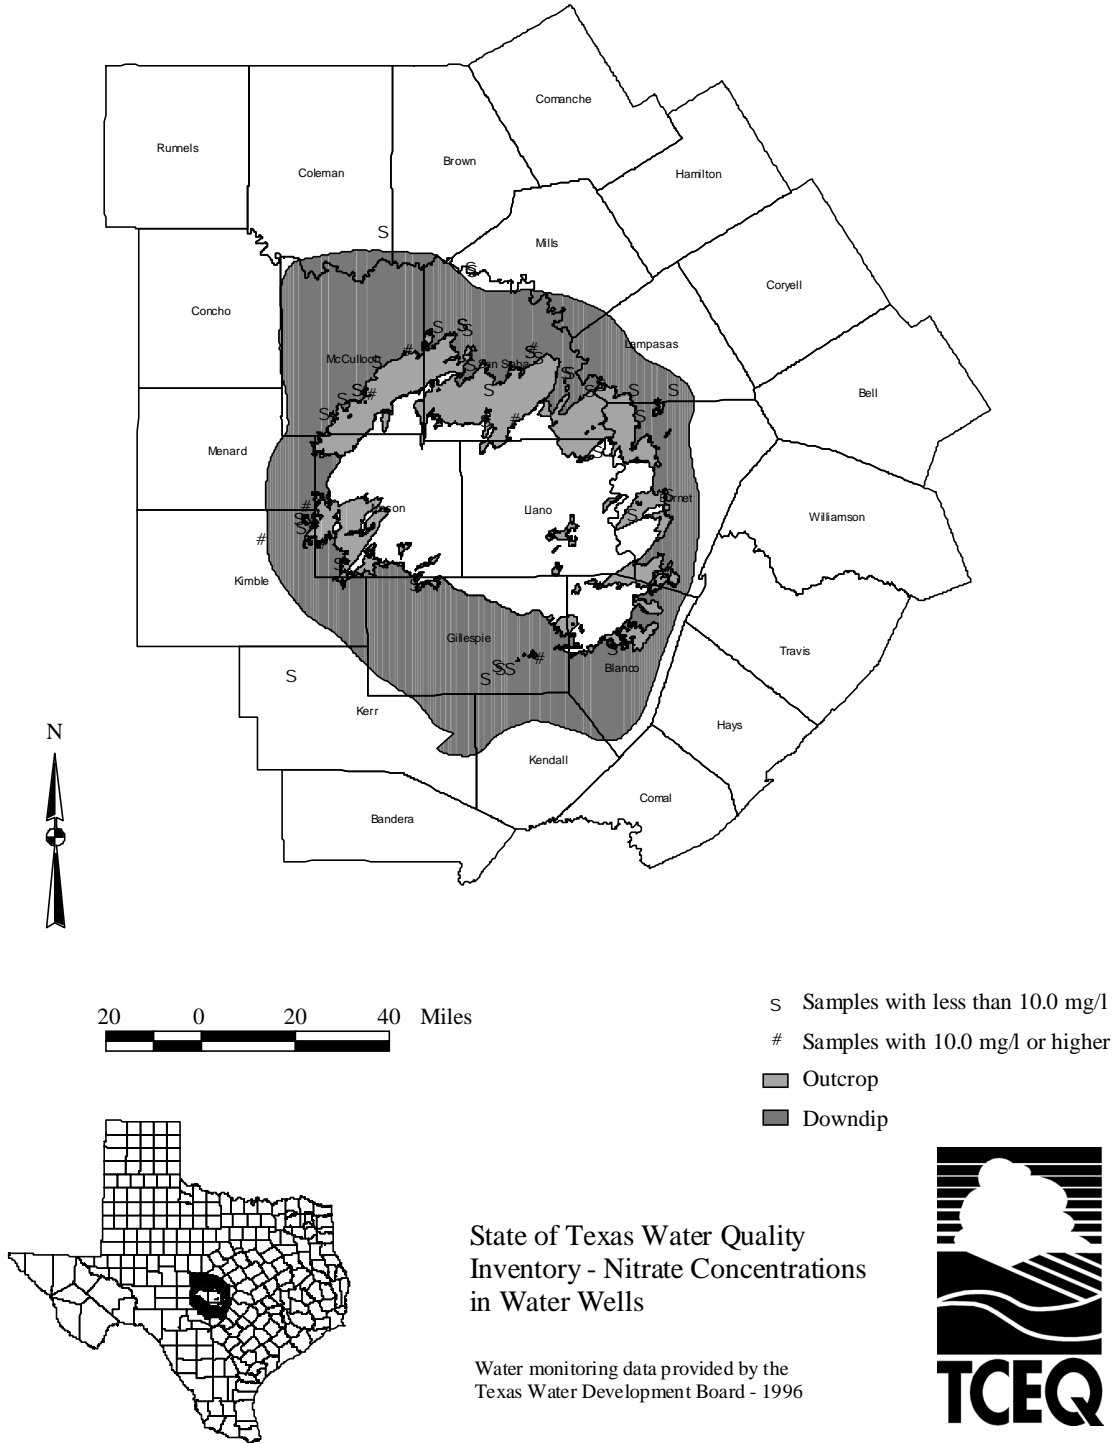 Comanche
Runnels
Coleman
Brown
Hamilton
Mills
Coryell
Concho
Lampasas
McCulloch
San Saba
Bell
Menard
Mason
Llano
Burnet
Williamson
Kimble
Gillespie
Blanco
Travis
Kerr
Hays
Kendall
Comal
Bandera
N
20 0 20 40 Miles
S Samples with less than 10.0 mg/l
# Samples with 10.0 mg/l or higher
Outcrop
Downdip
State of Texas Water Quality
Inventory - Nitrate Concentrations
in Water Wells
Water monitoring data provided by the
Texas Water Development Board - 1996
TCEQ